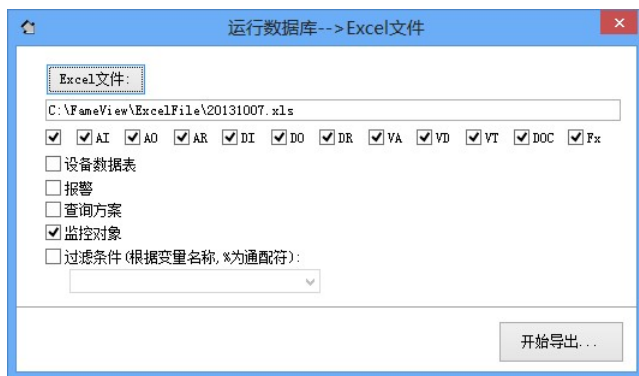 运行数据库-->Excel文件
Excel文件:
C:\FameView\ExcelFile\20131007.xls
AI AO AR DI DO DR VA VD VT DOC Fx
设备数据表
报警
查询方案
监控对象
过滤条件(根据变量名称,%为通配符):
开始导出...